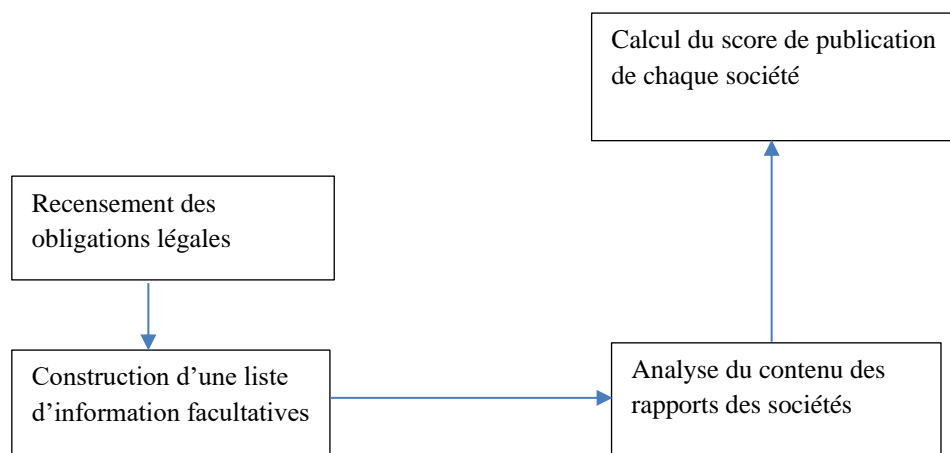 Calcul du score de publication
de chaque société
Recensement des
obligations légales
Construction d’une liste
d’information facultatives
Analyse du contenu des
rapports des sociétés